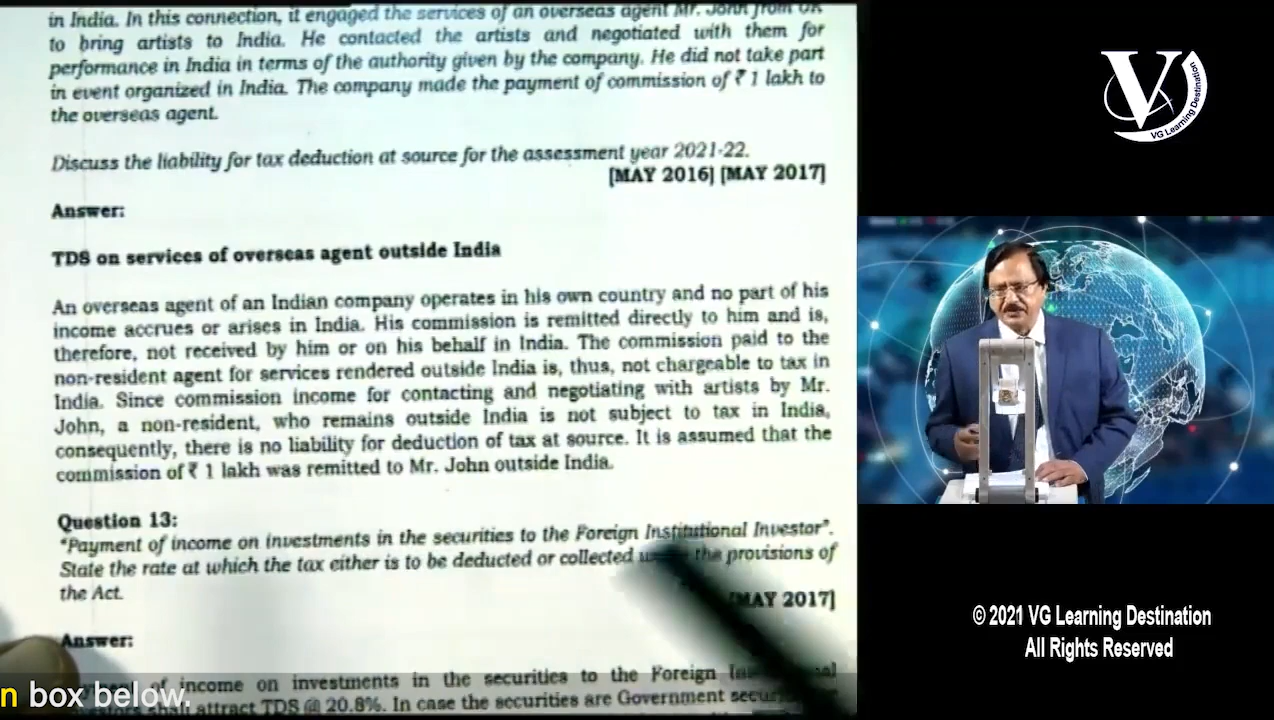 in India. In this connection, it engaged the services of an overseas agent Mr. John from UK
to bring artists to India. He contacted the artists and negotiated with them for
performance in India in terms of the authority given by the company. He did not take part
in event organized in India. The company made the payment of commission of ₹ 1 lakh to
the overseas agent.
Discuss the liability for tax deduction at source for the assessment year 2021-22.
[MAY 2016] [MAY 2017]
Answer:
TDS on services of overseas agent outside India
An overseas agent of an Indian company operates in his own country and no part of his
income accrues or arises in India. His commission is remitted directly to him and is,
therefore, not received by him or on his behalf in India. The commission paid to the
non-resident agent for services rendered outside India is, thus, not chargeable to tax in
India. Since commission income for contacting and negotiating with artists by Mr.
John, a non-resident, who remains outside India is not subject to tax in India,
consequently, there is no liability for deduction of tax at source. It is assumed that the
commission of ₹ 1 lakh was remitted to Mr. John outside India.
Question 13:
"Payment of income on investments in the securities to the Foreign Institutional Investor".
State the rate at which the tax either is to be deducted or collected the provisions of
the Act.
MAY 2017]
Answer:
of income on investments in the securities to the Foreign
shall attract TDS @ 20.8%. In case the securities are Government
n box below.
V
VG Learning Destination
© 2021 VG Learning Destination
All Rights Reserved